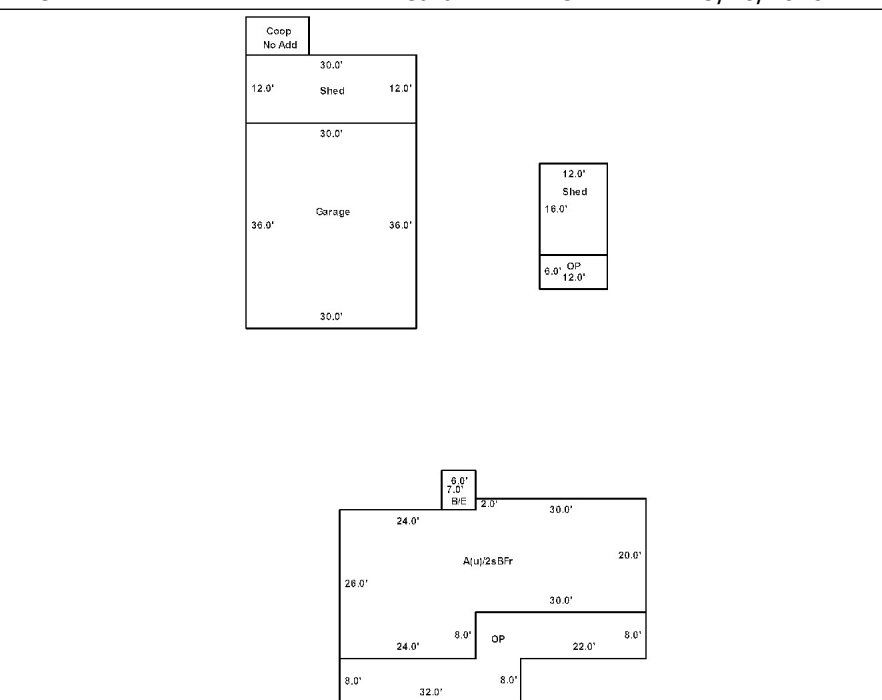 Coop
No Add
30.0'
12.0' Shed 12.0'
30.0'
Garage
36.0' 36.0'
30.0'
12.0'
Shed
16.0'
6.0' OP
12.0'
6.0'
7.0'
B/E
2.0' 30.0'
24.0'
A(u)/2sBFr
20.0'
26.0'
30.0'
8.0' OP 8.0'
24.0' 22.0'
8.0' 8.0'
32.0'